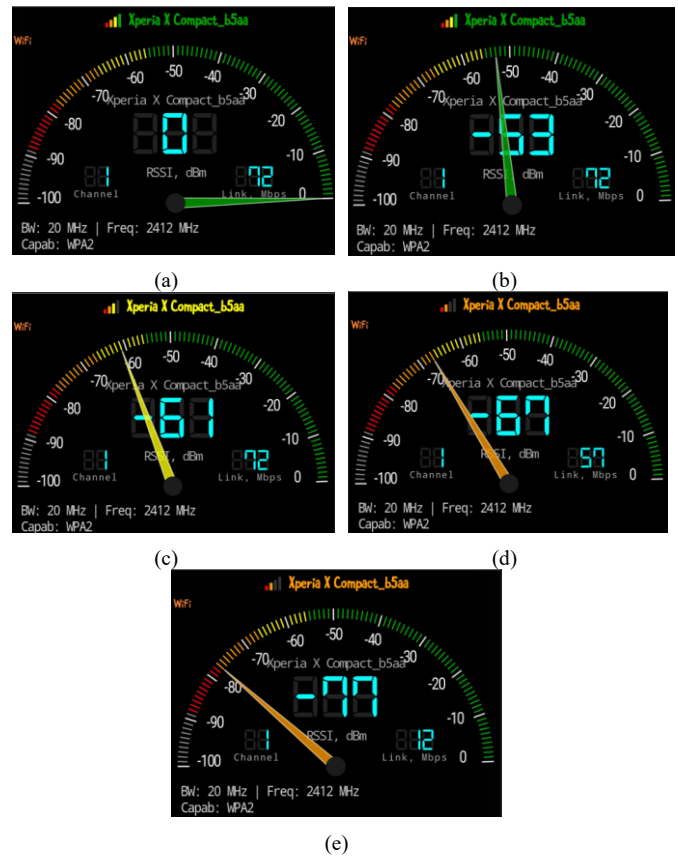 Xperia X Compact_b5aa
WiFi
-100 -90 -80 -70 -60 -50 -40 -30 -20 -10 0
Xperia X Compact_b5aa
0
RSSI, dBm
1 72
Channel Link, Mbps
BW: 20 MHz | Freq: 2412 MHz
Capab: WPA2
(a)
Xperia X Compact_b5aa
WiFi
-100 -90 -80 -70 -60 -50 -40 -30 -20 -10 0
Xperia X Compact_b5aa
-53
RSSI, dBm
1 72
Channel Link, Mbps
BW: 20 MHz | Freq: 2412 MHz
Capab: WPA2
(b)
Xperia X Compact_b5aa
WiFi
-100 -90 -80 -70 -60 -50 -40 -30 -20 -10 0
Xperia X Compact_b5aa
-61
RSSI, dBm
1 72
Channel Link, Mbps
BW: 20 MHz | Freq: 2412 MHz
Capab: WPA2
(c)
Xperia X Compact_b5aa
WiFi
-100 -90 -80 -70 -60 -50 -40 -30 -20 -10 0
Xperia X Compact_b5aa
-67
RSSI, dBm
1 57
Channel Link, Mbps
BW: 20 MHz | Freq: 2412 MHz
Capab: WPA2
(d)
Xperia X Compact_b5aa
WiFi
-100 -90 -80 -70 -60 -50 -40 -30 -20 -10 0
Xperia X Compact_b5aa
-77
RSSI, dBm
1 12
Channel Link, Mbps
BW: 20 MHz | Freq: 2412 MHz
Capab: WPA2
(e)